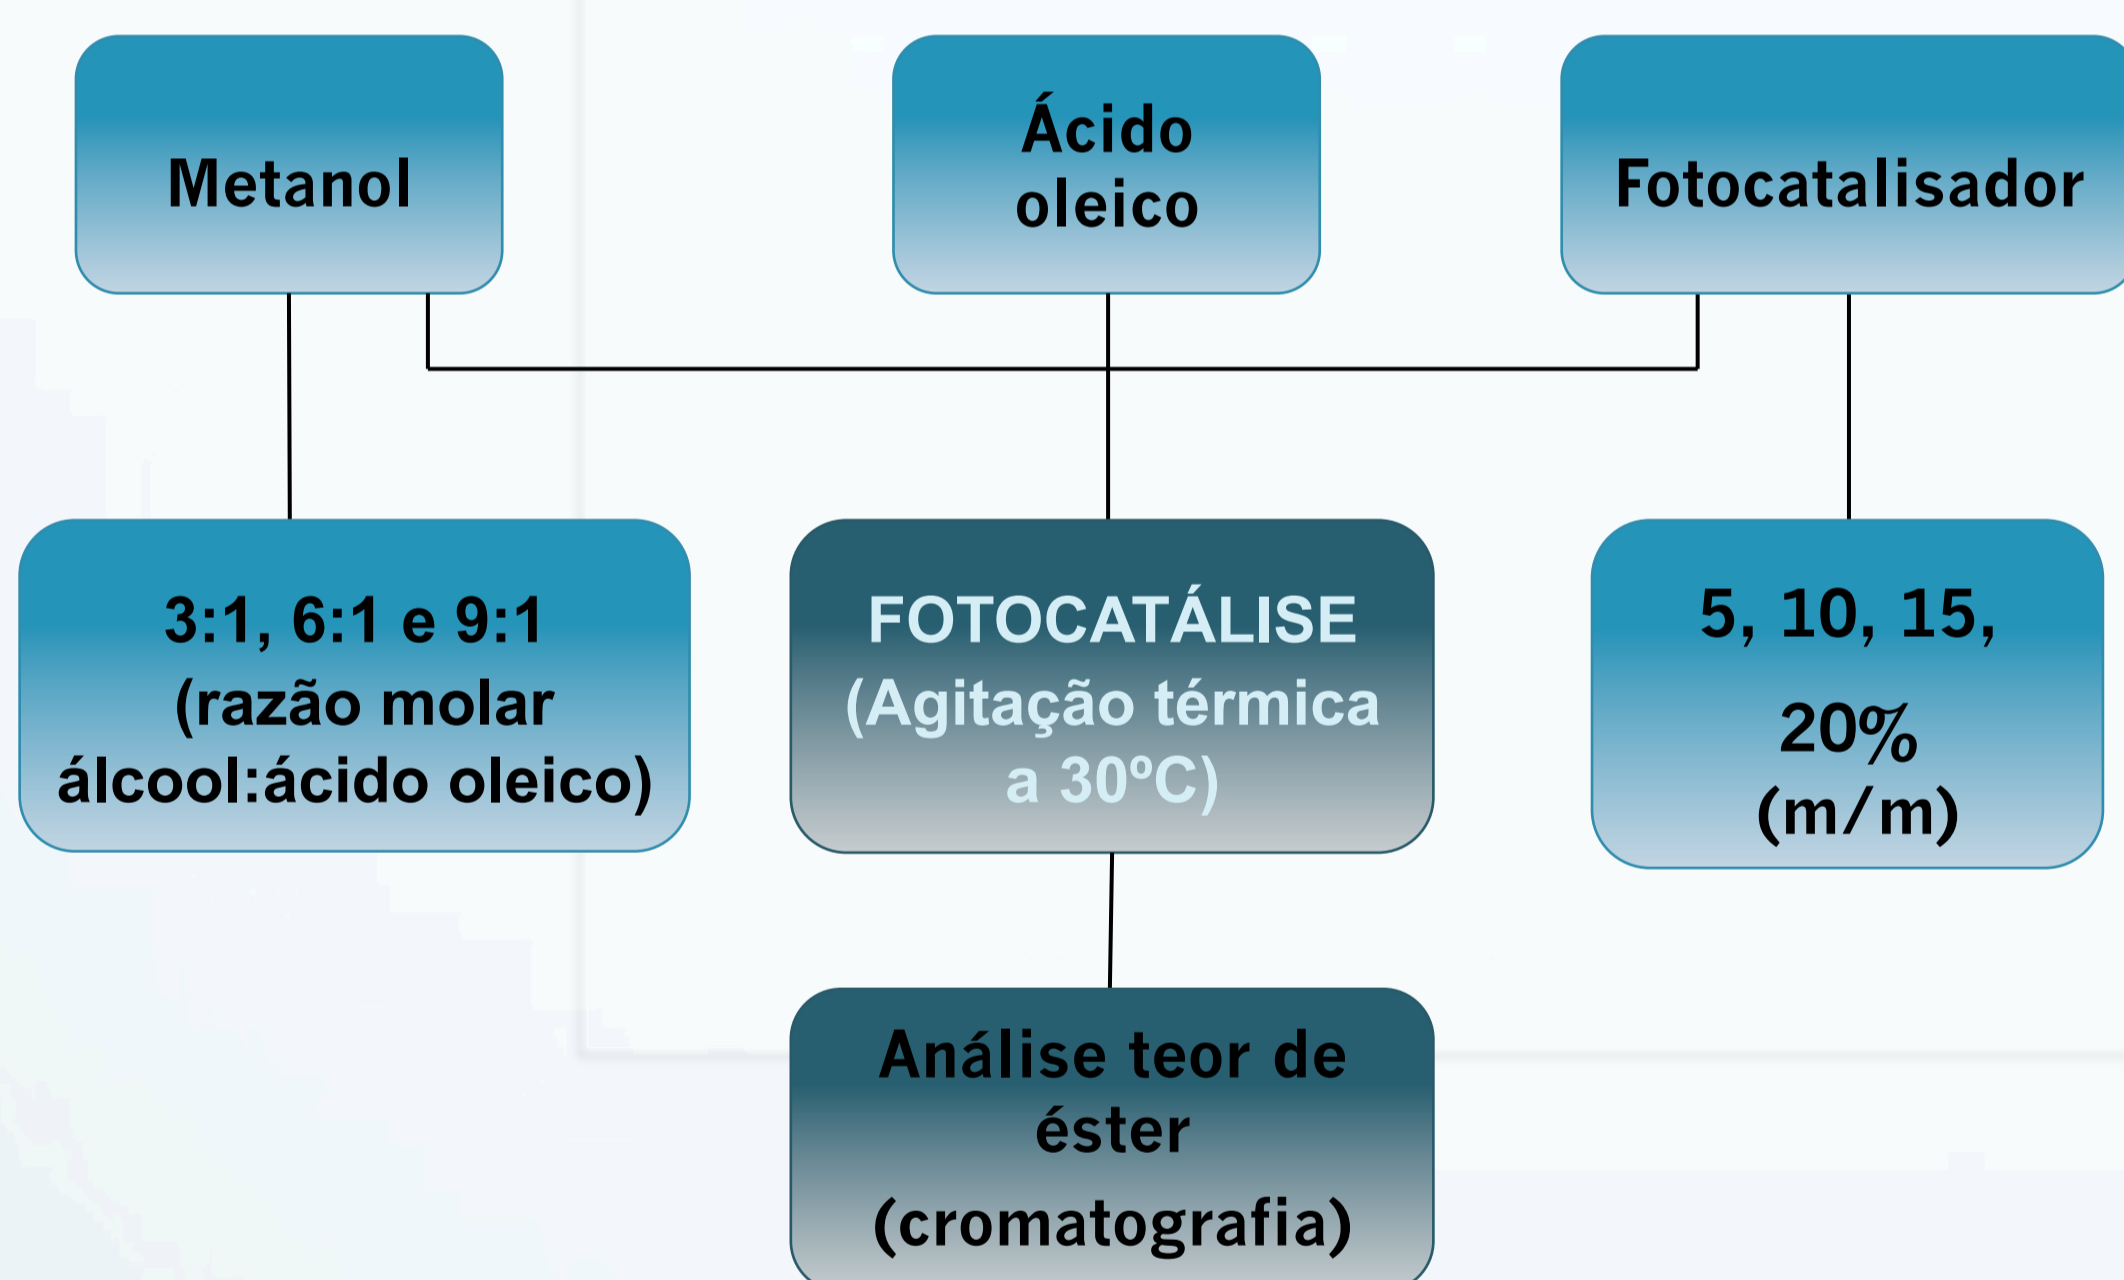 Metanol
Ácido
oleico
Fotocatalisador
3:1, 6:1 e 9:1
(razão molar
álcool:ácido oleico)
FOTOCATÁLISE
(Agitação térmica
a 30ºC)
5, 10, 15,
20%
(m/m)
Análise teor de
éster
(cromatografia)